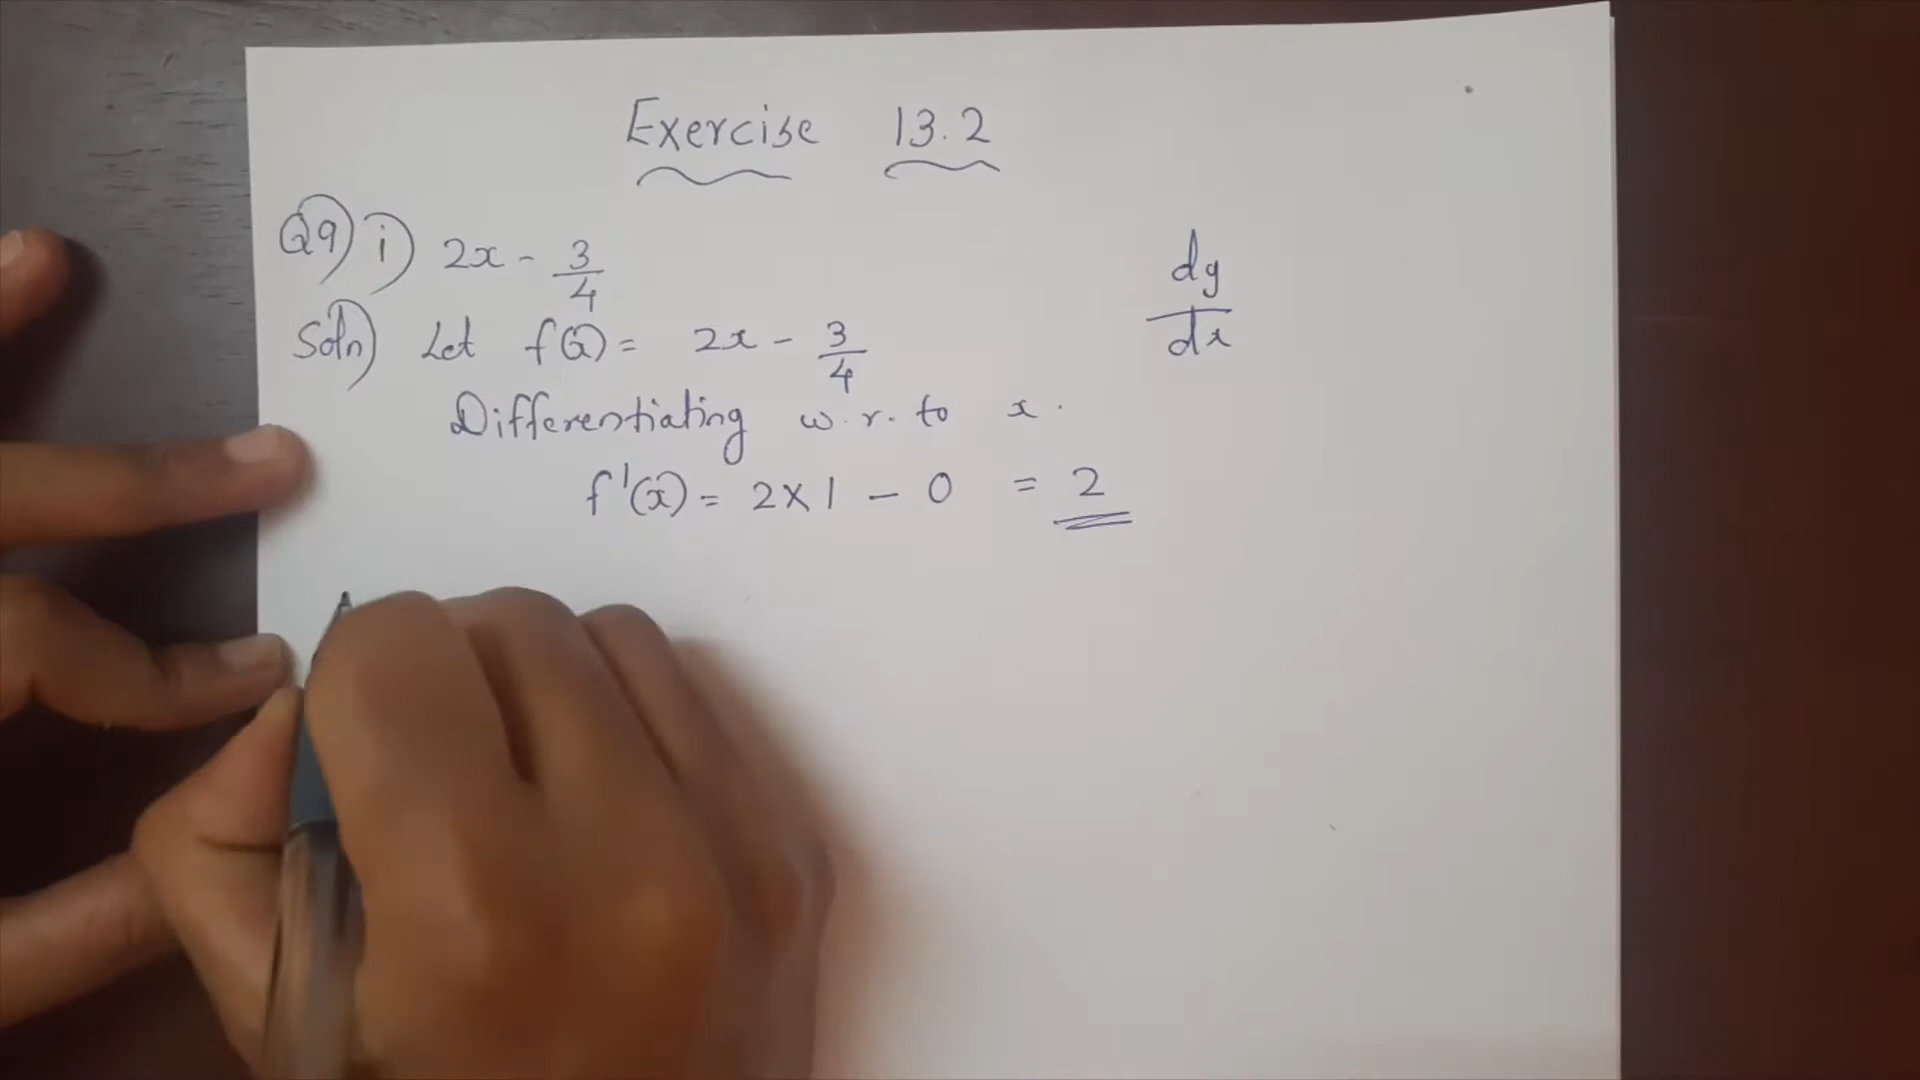 Exercise 13.2
Q9) i) 2x - 3/4
Soln) Let f(x) = 2x - 3/4
dy/dx
Differentiating w.r. to x.
f'(x) = 2×1 - 0 = 2